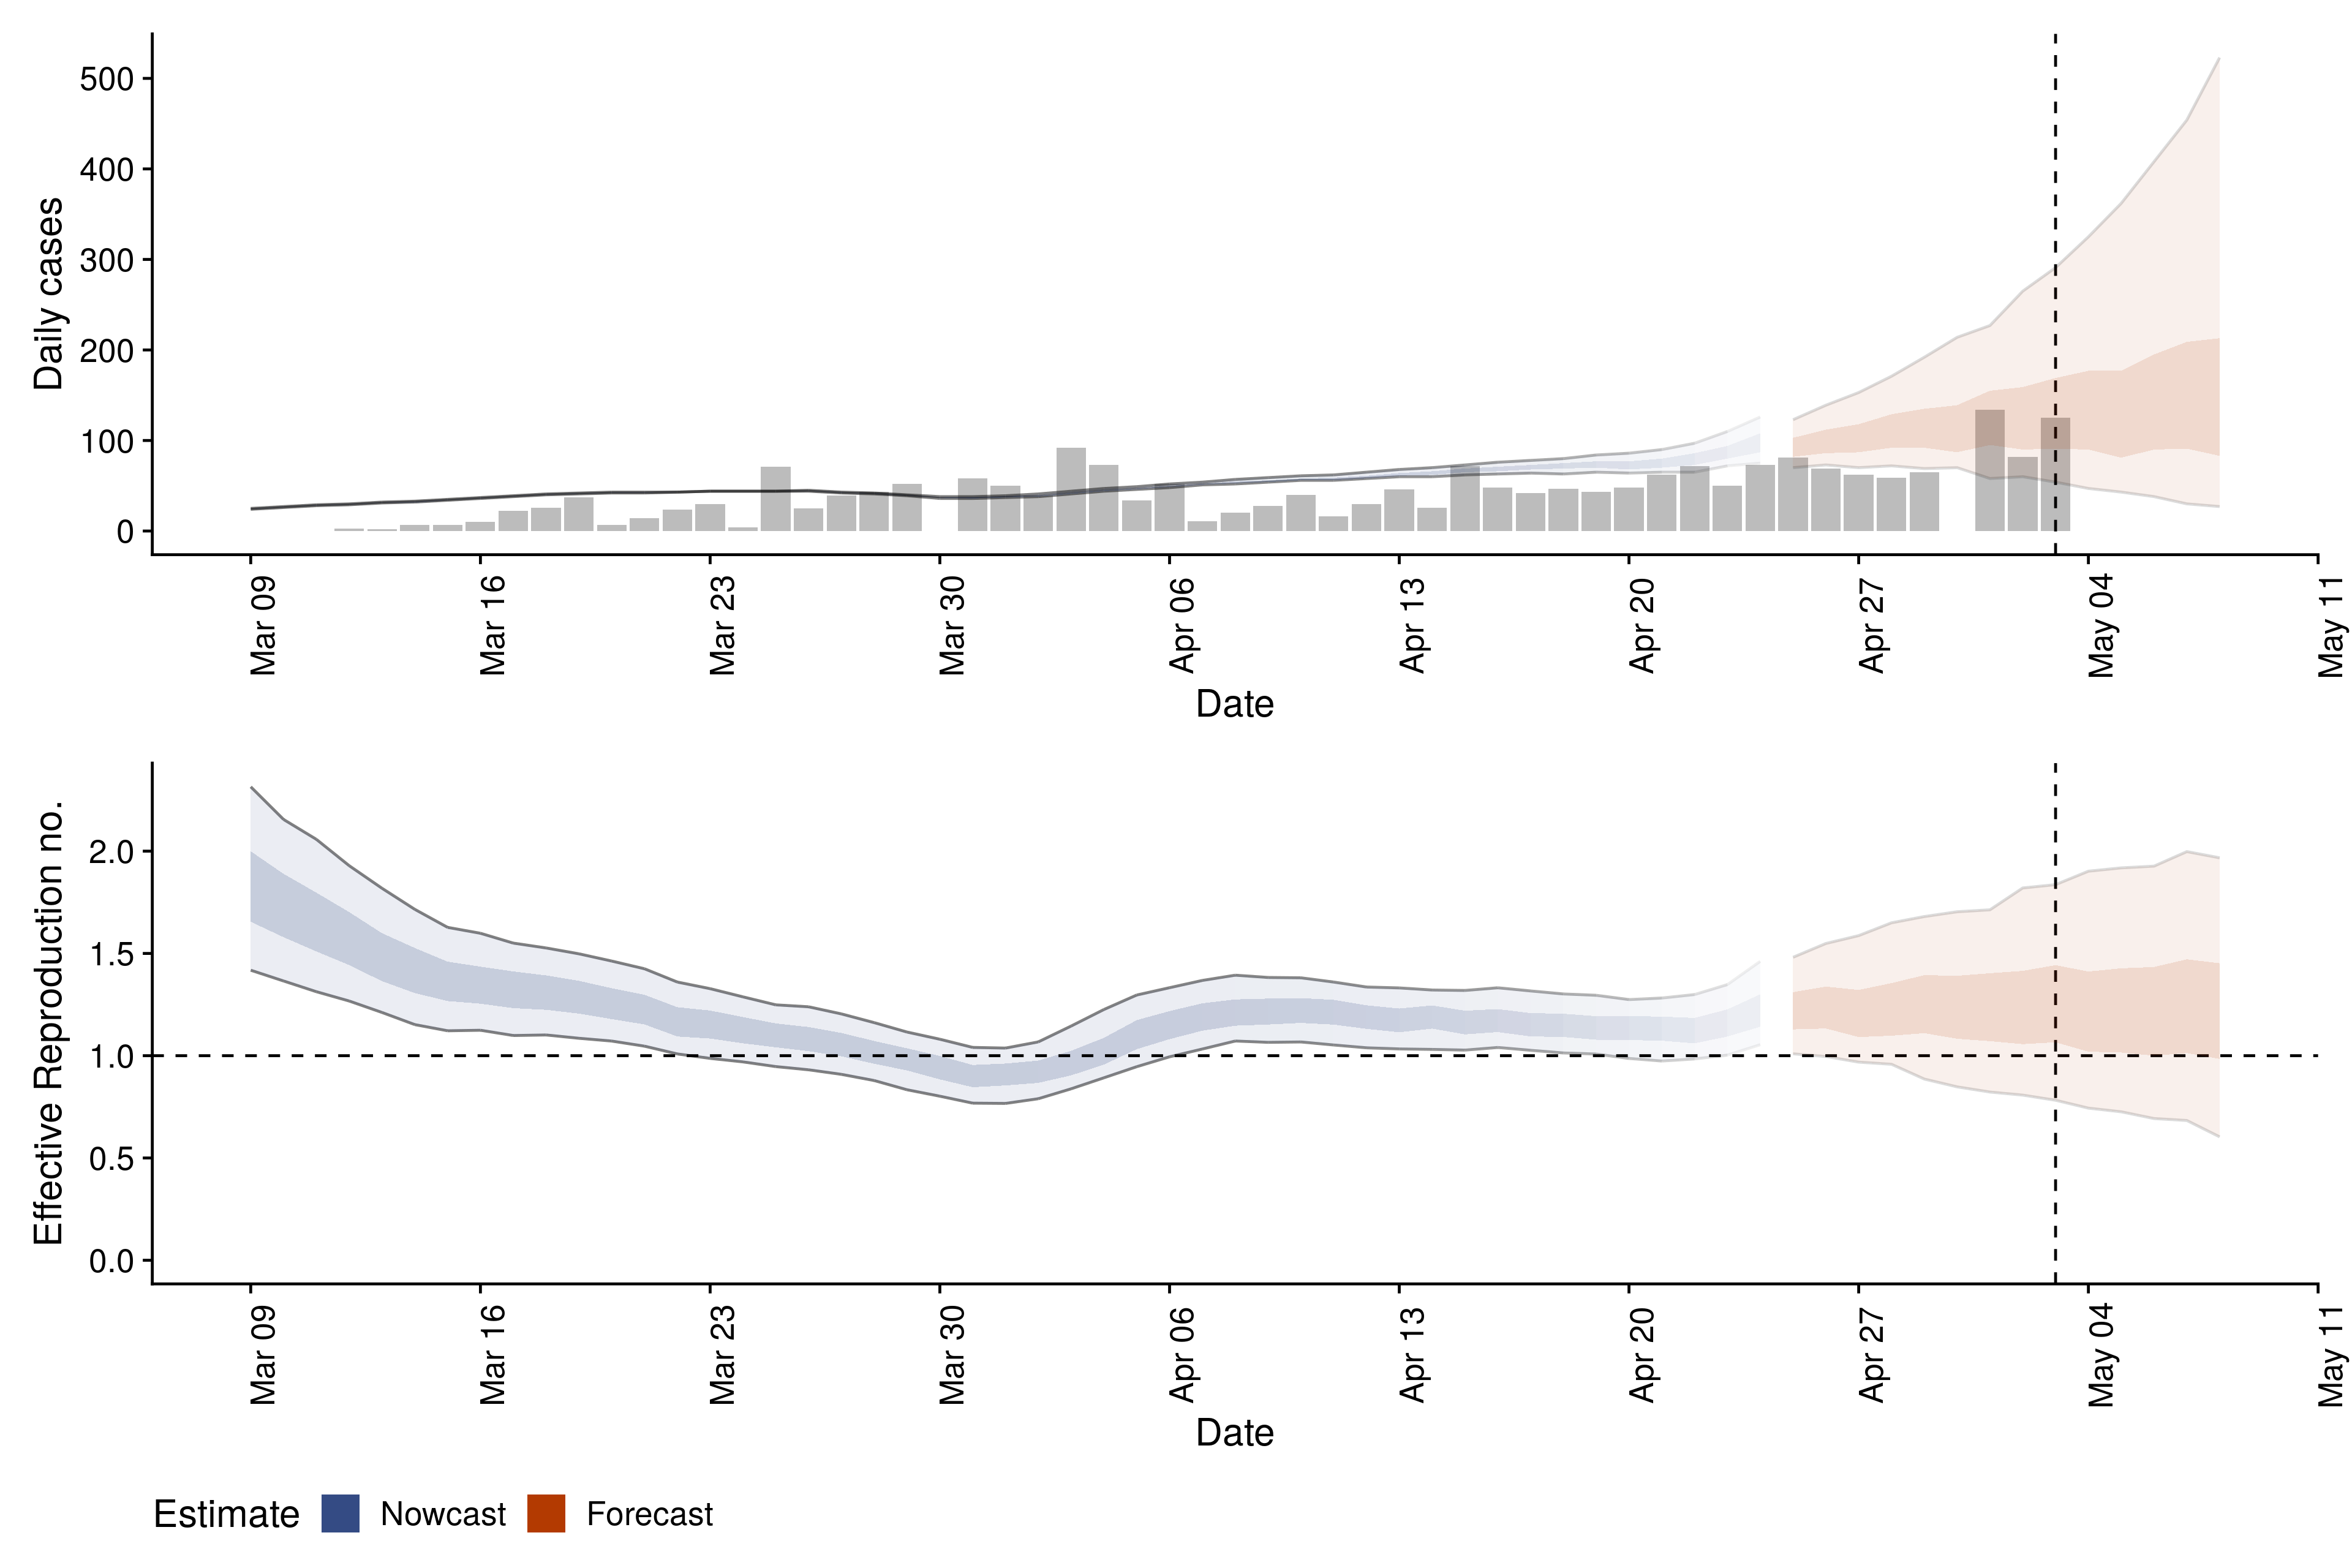 Daily cases
500
400
300
200
100
0
Mar 09
Mar 16
Mar 23
Mar 30
Apr 06
Apr 13
Apr 20
Apr 27
May 04
May 11
Date
Effective Reproduction no.
2.0
1.5
1.0
0.5
0.0
Mar 09
Mar 16
Mar 23
Mar 30
Apr 06
Apr 13
Apr 20
Apr 27
May 04
May 11
Date
Estimate Nowcast Forecast